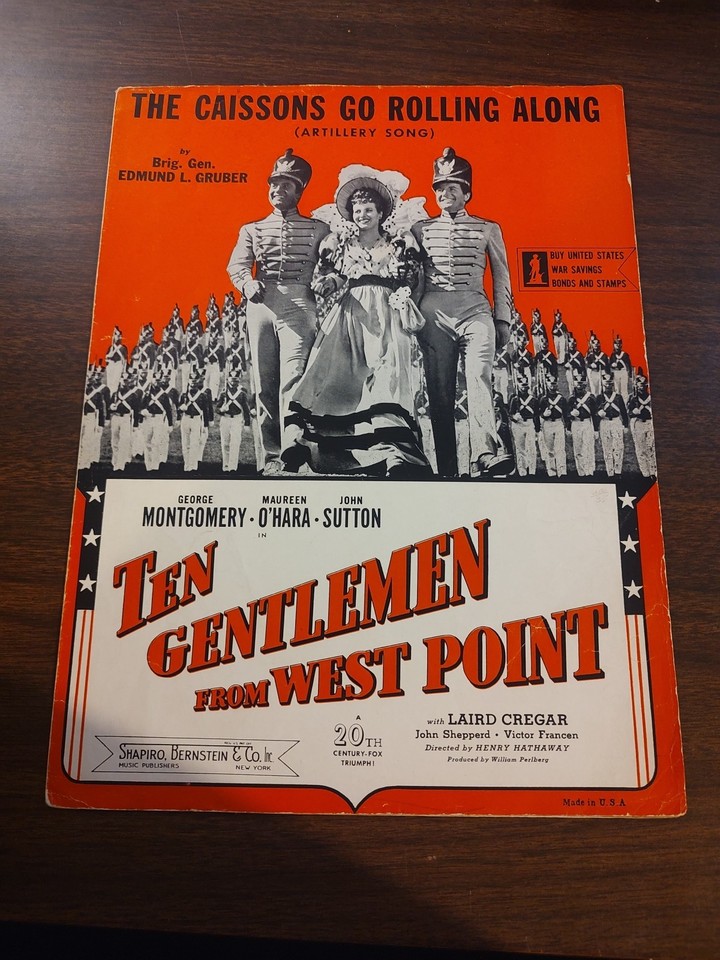 THE CAISSONS GO ROLLING ALONG
(ARTILLERY SONG)
by
Brig. Gen.
EDMUND L. GRUBER
BUY UNITED STATES
WAR SAVINGS
BONDS AND STAMPS
GEORGE MAUREEN JOHN
MONTGOMERY · O'HARA · SUTTON
IN
TEN
GENTLEMEN
FROM WEST POINT
with LAIRD CREGAR
John Shepperd · Victor Francen
Directed by HENRY HATHAWAY
Produced by William Perlberg
A
20TH
CENTURY-FOX
TRIUMPH!
SHAPIRO, BERNSTEIN & CO. Inc.
MUSIC PUBLISHERS NEW YORK
Made in U.S.A